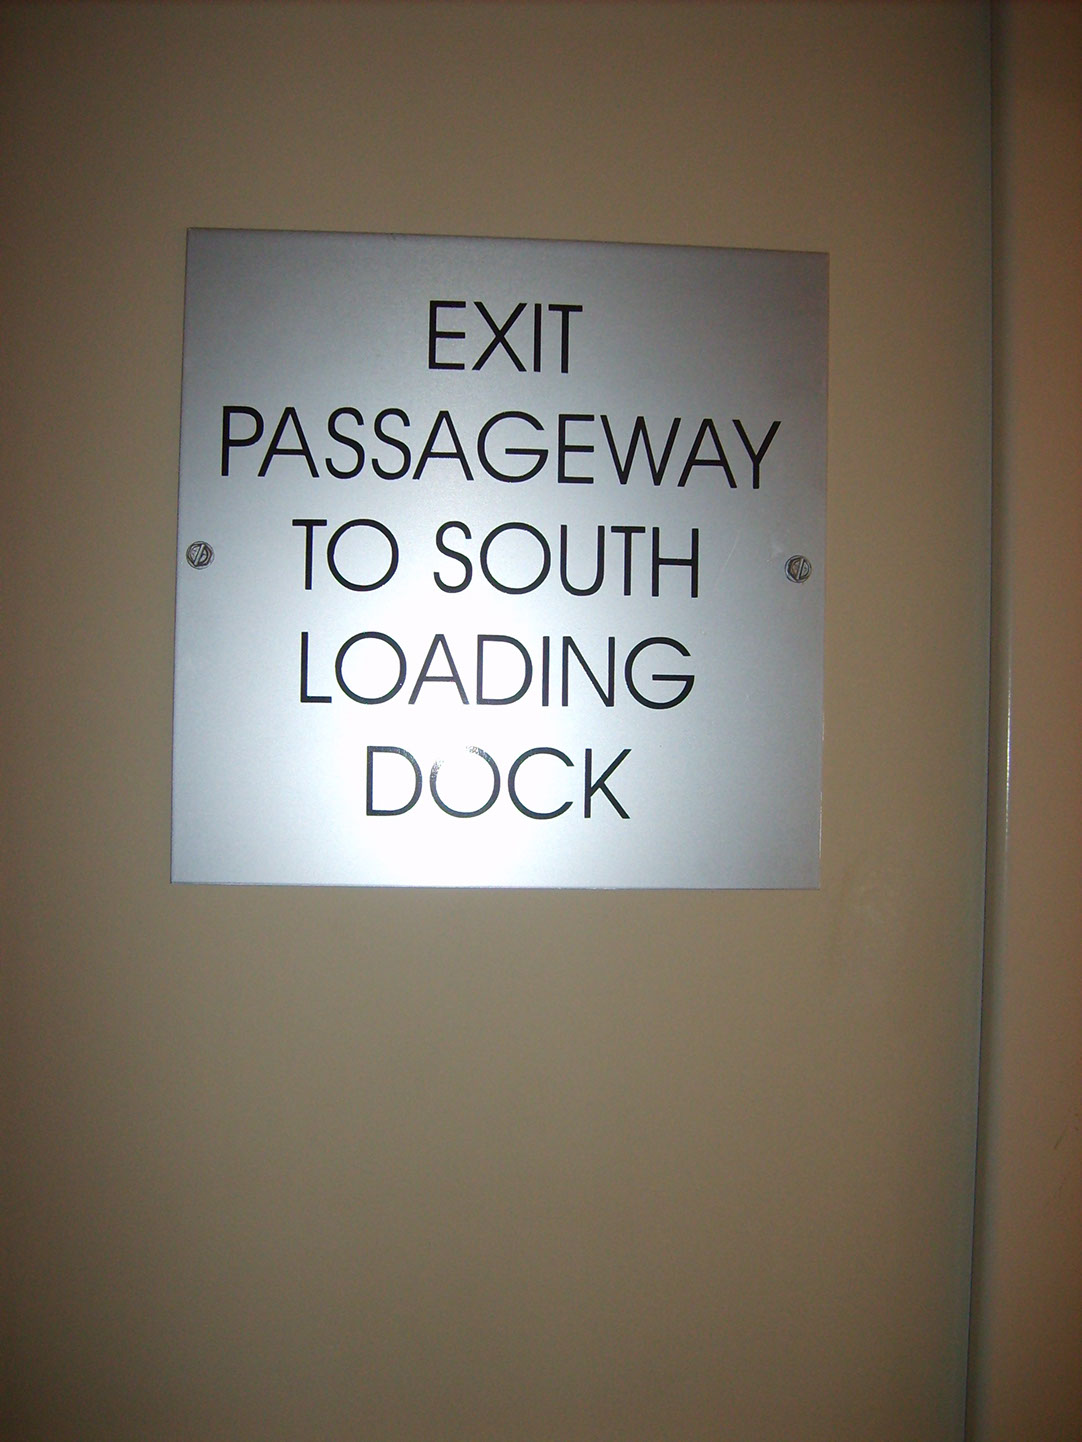 EXIT
PASSAGEWAY
TO SOUTH
LOADING
DOCK